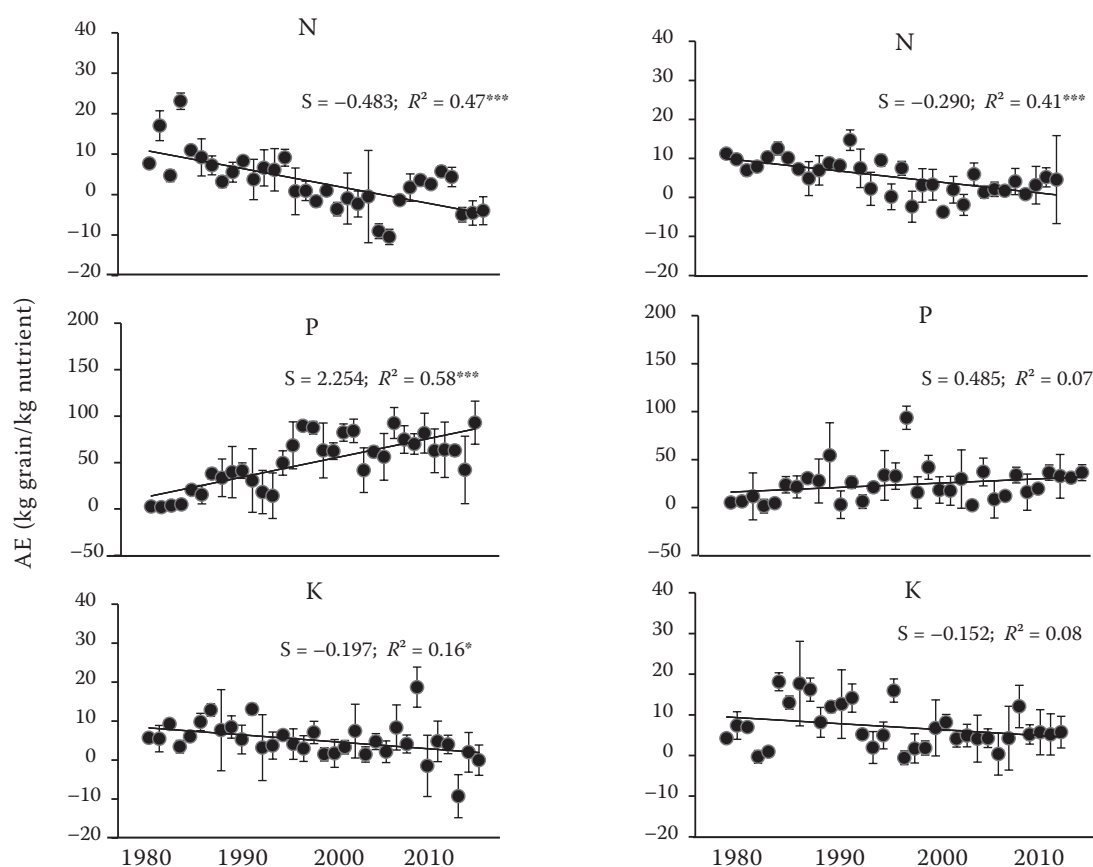 N
40
30
20
10
0
−10
−20
S = −0.483; R² = 0.47***
N
40
30
20
10
0
−10
−20
S = −0.290; R² = 0.41***
AE (kg grain/kg nutrient)
P
200
150
100
50
0
−50
S = 2.254; R² = 0.58***
P
200
150
100
50
0
−50
S = 0.485; R² = 0.07
K
40
30
20
10
0
−10
−20
S = −0.197; R² = 0.16*
1980 1990 2000 2010
K
40
30
20
10
0
−10
−20
S = −0.152; R² = 0.08
1980 1990 2000 2010